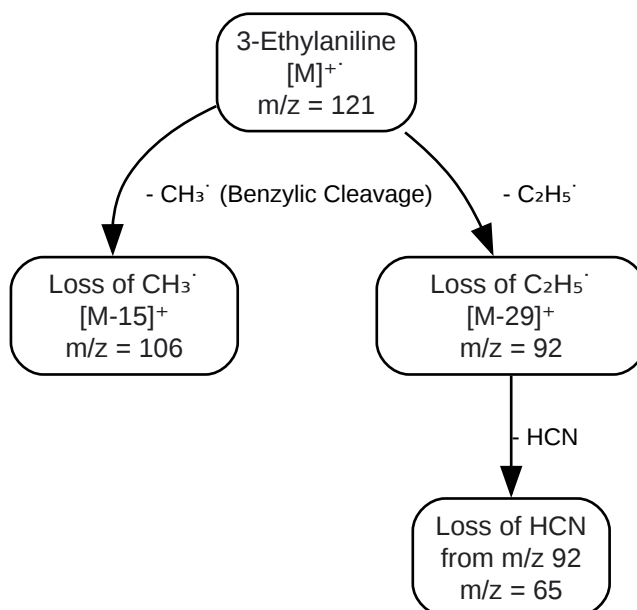 3-Ethylaniline
[M]⁺˙
m/z = 121
- CH₃˙ (Benzylic Cleavage)
- C₂H₅˙
Loss of CH₃˙
[M-15]⁺
m/z = 106
Loss of C₂H₅˙
[M-29]⁺
m/z = 92
- HCN
Loss of HCN
from m/z 92
m/z = 65